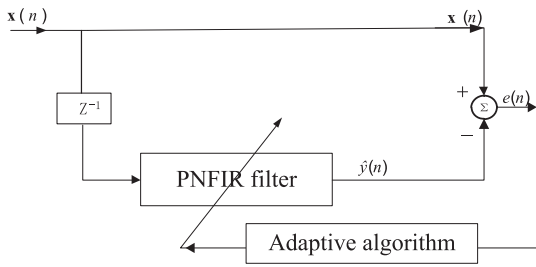 x(n)
x(n)
Z⁻¹
+
Σ
e(n)
−
PNFIR filter
ŷ(n)
Adaptive algorithm